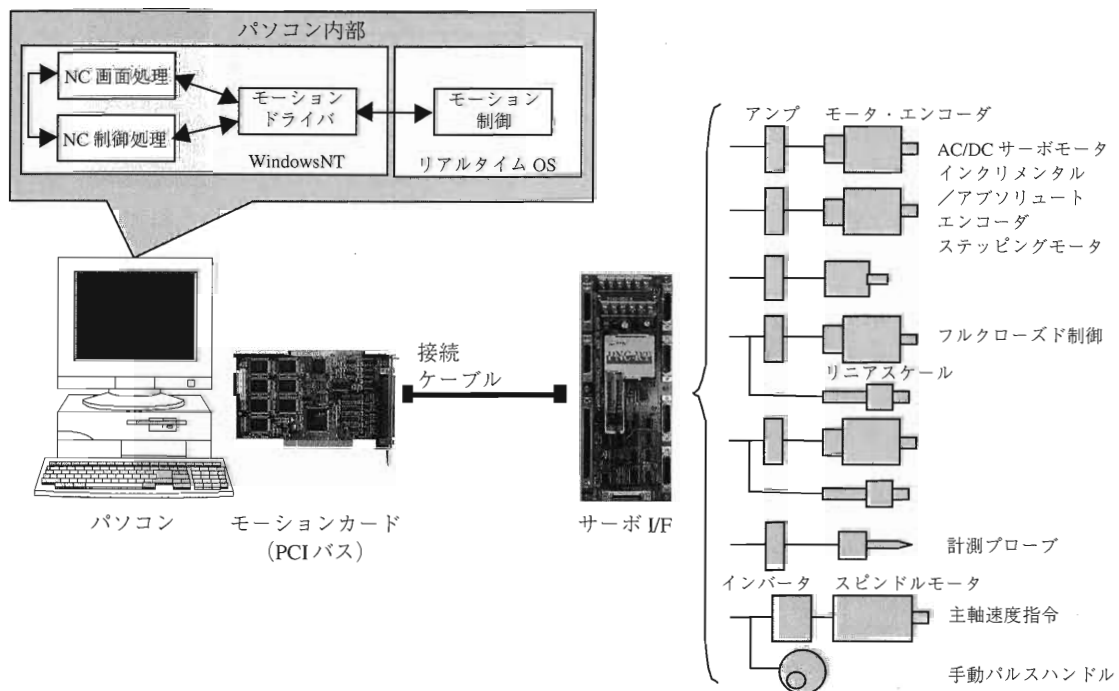 パソコン内部
NC 画面処理
NC 制御処理
モーション
ドライバ
WindowsNT
モーション
制御
リアルタイム OS
パソコン
モーションカード
(PCI バス)
接続
ケーブル
サーボ I/F
アンプ
モータ・エンコーダ
AC/DC サーボモータ
インクリメンタル
／アブソリュート
エンコーダ
ステッピングモータ
フルクローズド制御
リニアスケール
計測プローブ
インバータ
スピンドルモータ
主軸速度指令
手動パルスハンドル